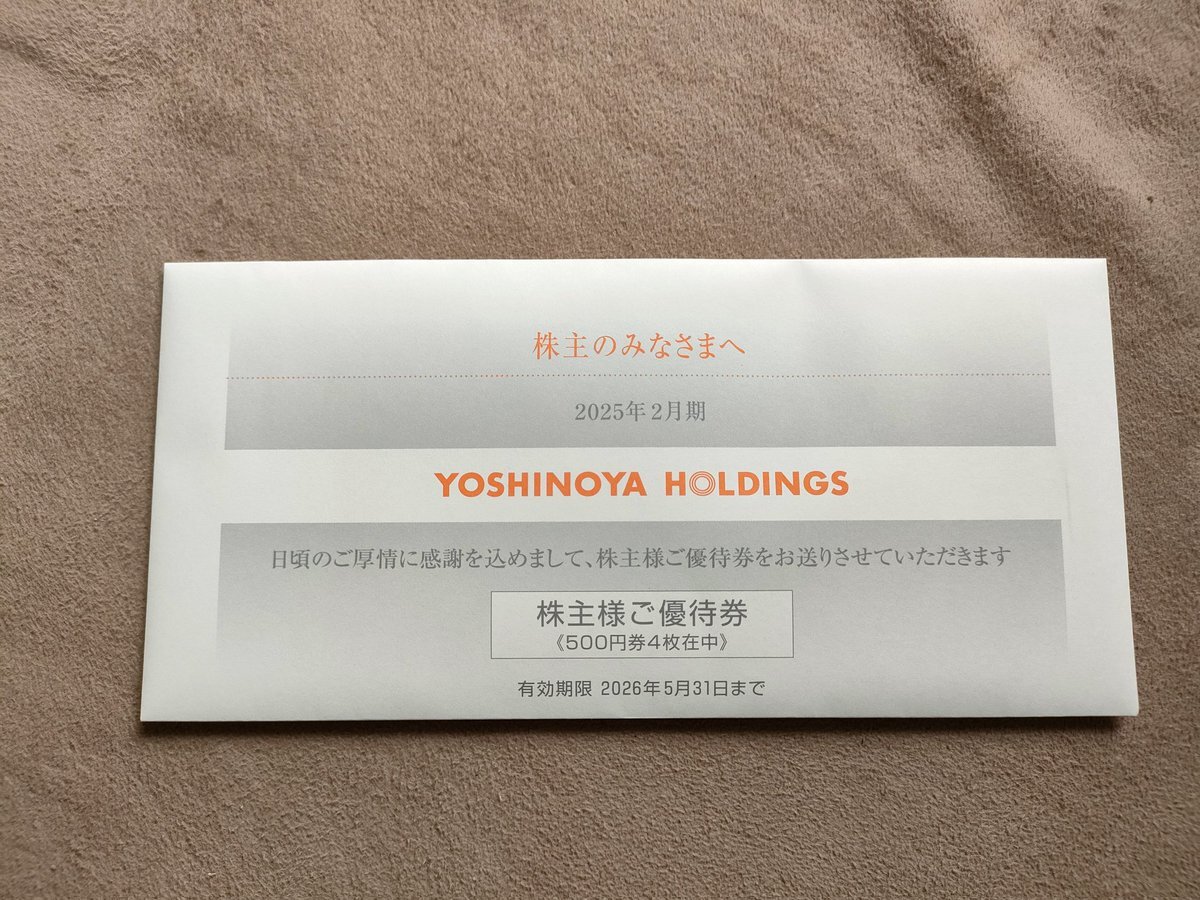 株主のみなさまへ
2025年2月期
YOSHINOYA HOLDINGS
日頃のご厚情に感謝を込めまして、株主様ご優待券をお送りさせていただきます
株主様ご優待券
《500円券4枚在中》
有効期限 2026年5月31日まで